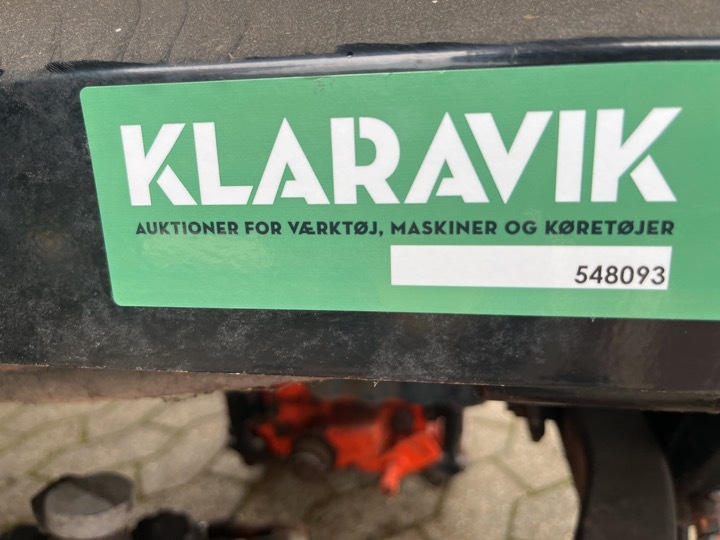 KLARAVIK
AUKTIONER FOR VÆRKTØJ, MASKINER OG KØRETØJER
548093